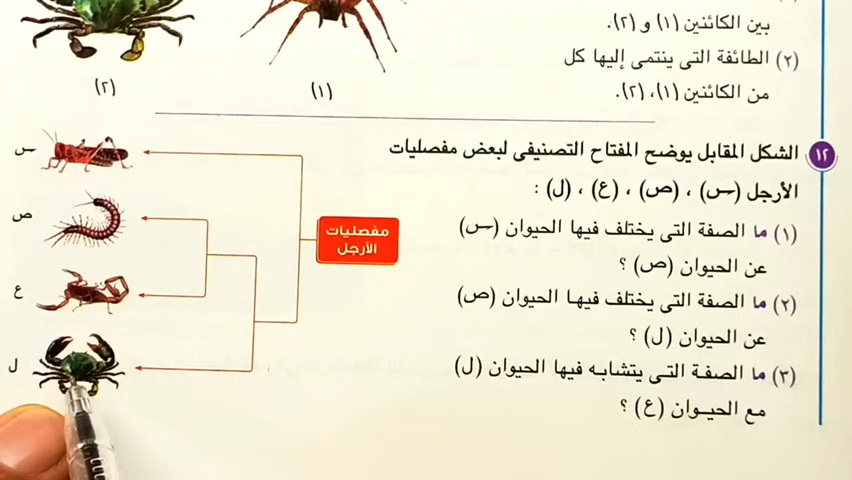 بين الكائنين (١) و (٢).
(٢) الطائفة التى ينتمى إليها كل
من الكائنين (١)، (٢).
(٢)
(١)
١٢ الشكل المقابل يوضح المفتاح التصنيفى لبعض مفصليات
الأرجل (س) ، (ص) ، (ع) ، (ل) :
(١) ما الصفة التى يختلف فيها الحيوان (س)
عن الحيوان (ص) ؟
(٢) ما الصفة التى يختلف فيها الحيوان (ص)
عن الحيوان (ل) ؟
(٣) ما الصفة التى يتشابه فيها الحيوان (ل)
مع الحيوان (ع) ؟
مفصليات
الأرجل
س
ص
ع
ل